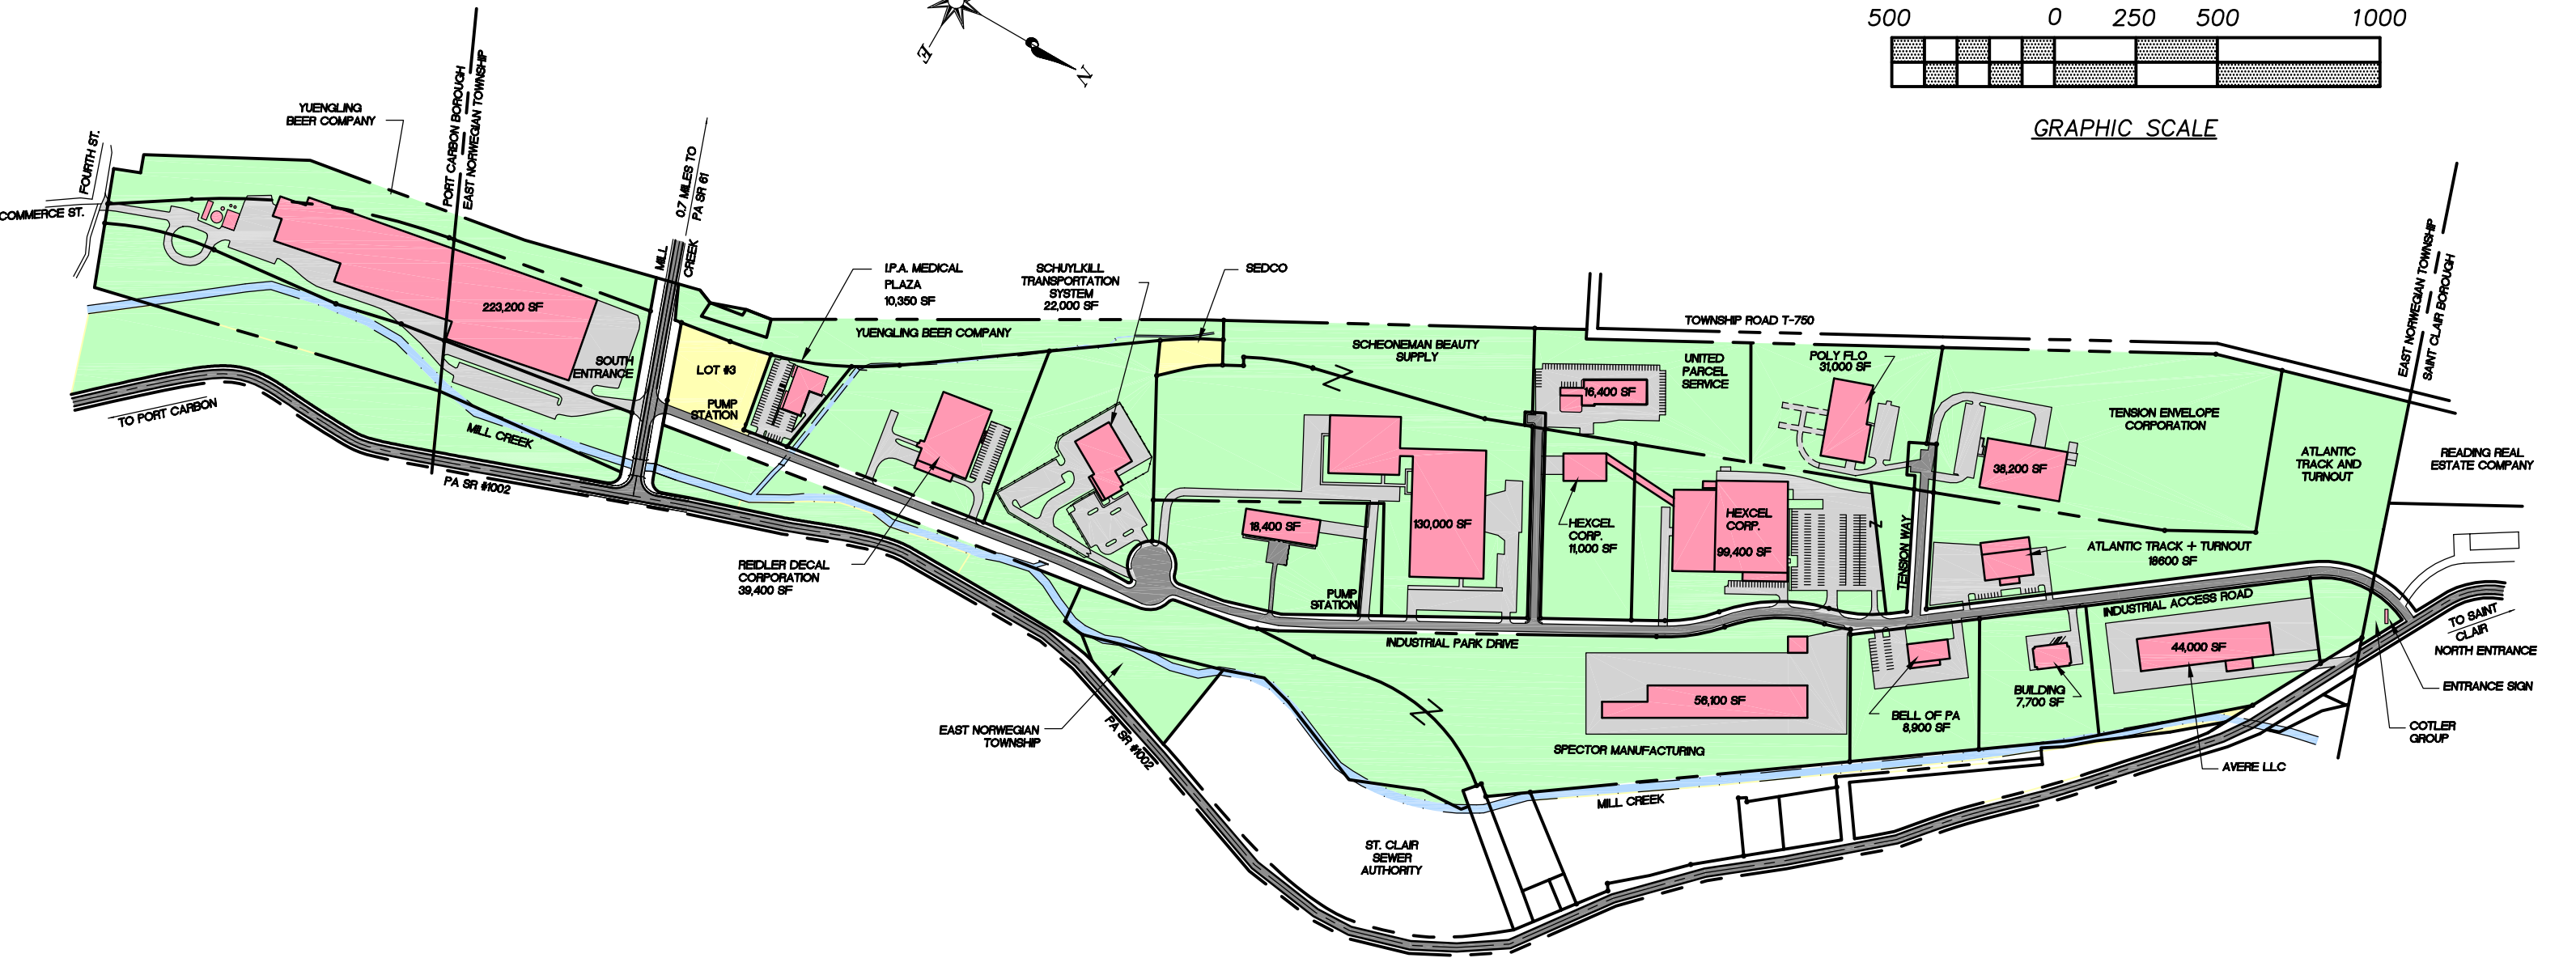 500 0 250 500 1000
GRAPHIC SCALE
E
N
YUENGLING
BEER COMPANY
PORT CARBON BOROUGH
EAST NORWEGIAN TOWNSHIP
FOURTH ST.
COMMERCE ST.
0.7 MILES TO
PA SR 61
MILL
CREEK
223,200 SF
SOUTH
ENTRANCE
TO PORT CARBON
MILL CREEK
PA SR #1002
LOT #3
PUMP
STATION
I.P.A. MEDICAL
PLAZA
10,350 SF
YUENGLING BEER COMPANY
SCHUYLKILL
TRANSPORTATION
SYSTEM
22,000 SF
SEDCO
REIDLER DECAL
CORPORATION
39,400 SF
SCHEONEMAN BEAUTY
SUPPLY
18,400 SF
130,000 SF
PUMP
STATION
TOWNSHIP ROAD T-750
UNITED
PARCEL
SERVICE
16,400 SF
POLY FLO
31,000 SF
HEXCEL
CORP.
11,000 SF
HEXCEL
CORP.
99,400 SF
TENSION WAY
38,200 SF
TENSION ENVELOPE
CORPORATION
ATLANTIC
TRACK AND
TURNOUT
EAST NORWEGIAN TOWNSHIP
SAINT CLAIR BOROUGH
READING REAL
ESTATE COMPANY
ATLANTIC TRACK + TURNOUT
18600 SF
INDUSTRIAL ACCESS ROAD
INDUSTRIAL PARK DRIVE
TO SAINT
CLAIR
NORTH ENTRANCE
ENTRANCE SIGN
COTLER
GROUP
44,000 SF
AVERE LLC
BUILDING
7,700 SF
BELL OF PA
8,900 SF
56,100 SF
SPECTOR MANUFACTURING
MILL CREEK
EAST NORWEGIAN
TOWNSHIP
PA SR #1002
ST. CLAIR
SEWER
AUTHORITY